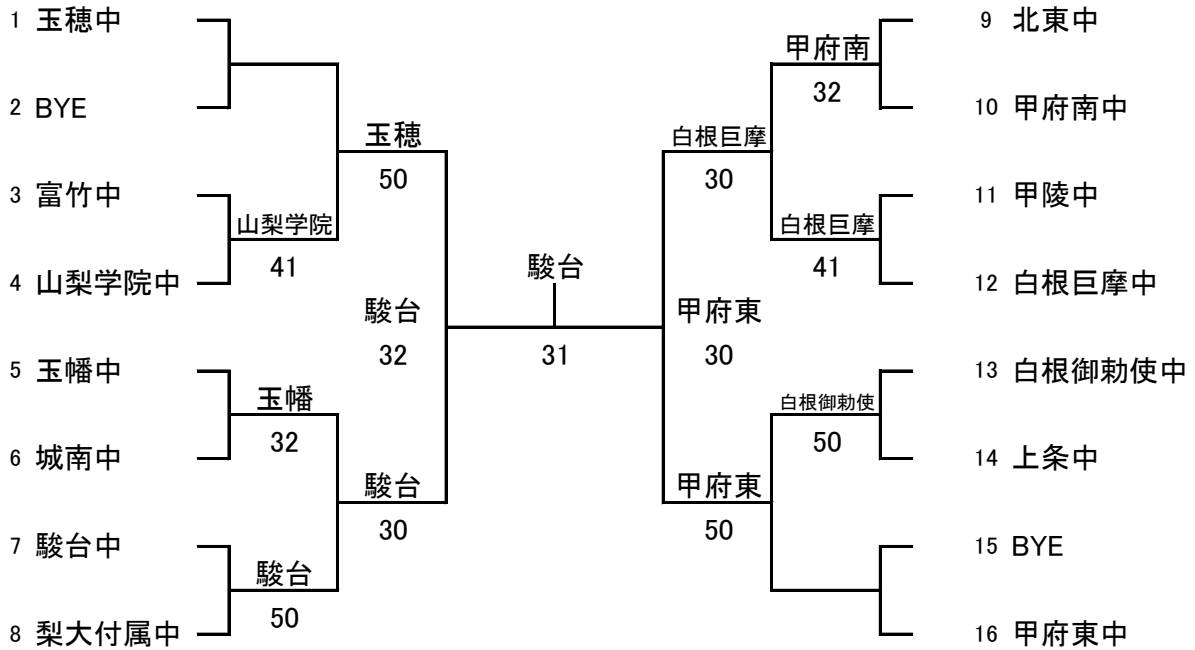 1 玉穂中
2 BYE
玉穂
50
3 富竹中
山梨学院
41
4 山梨学院中
駿台
32
5 玉幡中
玉幡
32
6 城南中
駿台
30
7 駿台中
駿台
50
8 梨大付属中
駿台
31
9 北東中
甲府南
32
10 甲府南中
白根巨摩
30
11 甲陵中
白根巨摩
41
12 白根巨摩中
甲府東
30
13 白根御勅使中
白根御勅使
50
14 上条中
甲府東
50
15 BYE
16 甲府東中